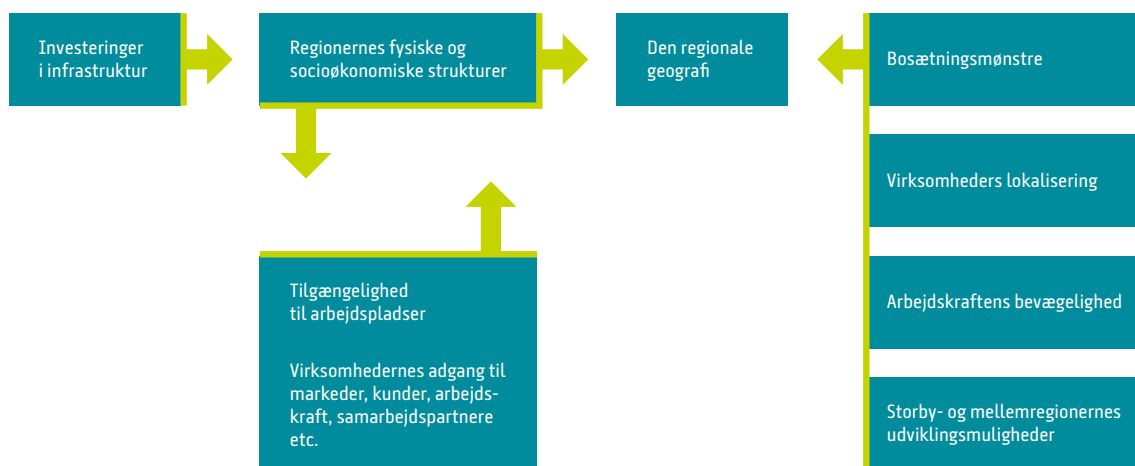 Investeringer
i infrastruktur
Regionernes fysiske og
socioøkonomiske strukturer
Den regionale
geografi
Bosætningsmønstre
Virksomheders lokalisering
Tilgængelighed
til arbejdspladser
Virksomhedernes adgang til
markeder, kunder, arbejds-
kraft, samarbejdspartnere
etc.
Arbejdskraftens bevægelighed
Storby- og mellemregionernes
udviklingsmuligheder